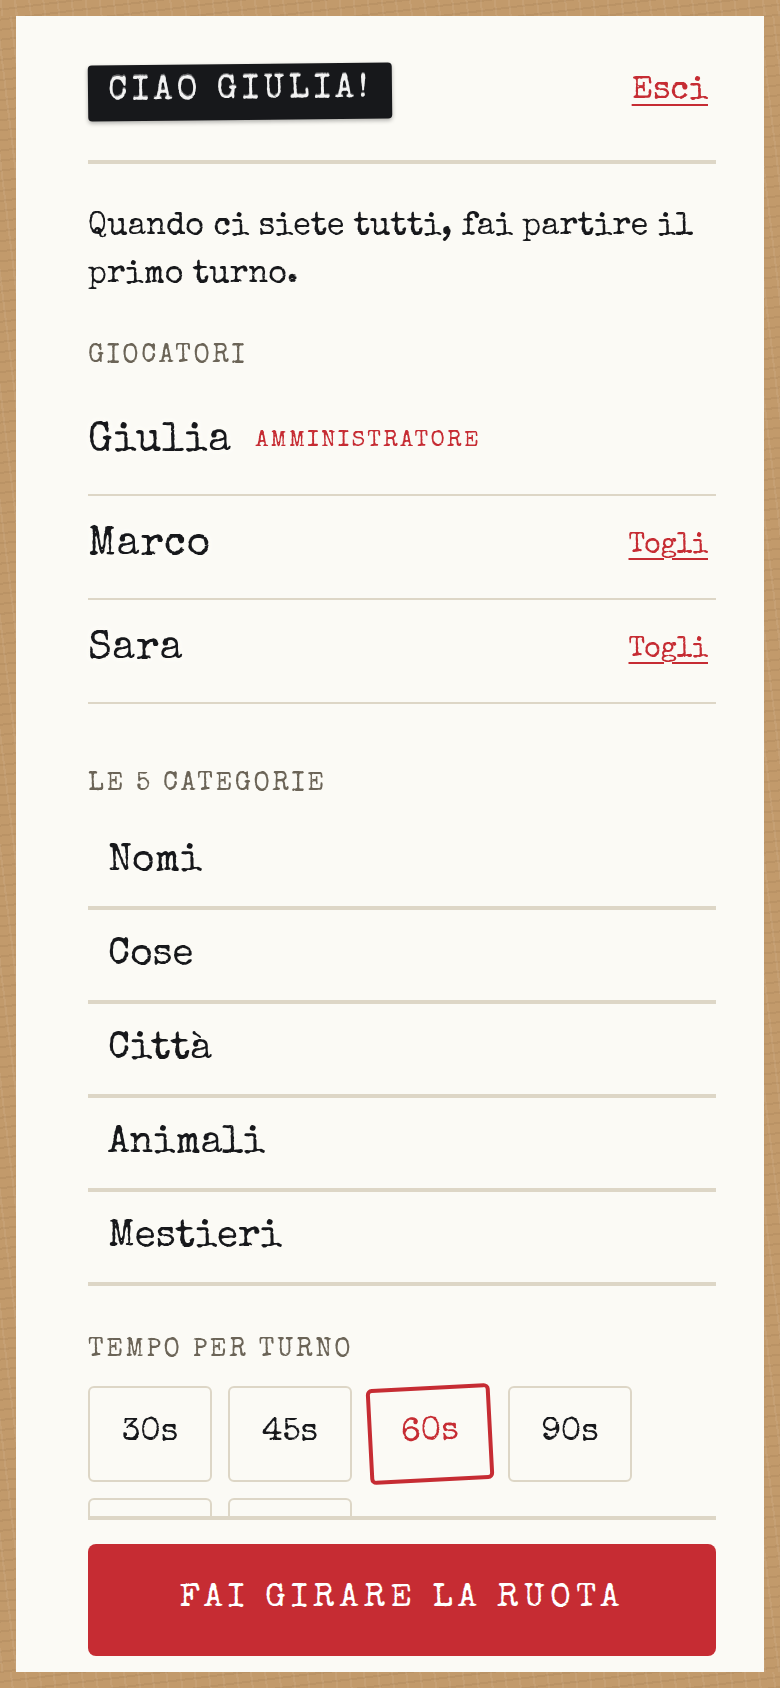 CIAO GIULIA!
Esci
Quando ci siete tutti, fai partire il
primo turno.
GIOCATORI
Giulia AMMINISTRATORE
Marco Togli
Sara Togli
LE 5 CATEGORIE
Nomi
Cose
Città
Animali
Mestieri
TEMPO PER TURNO
30s 45s 60s 90s
FAI GIRARE LA RUOTA